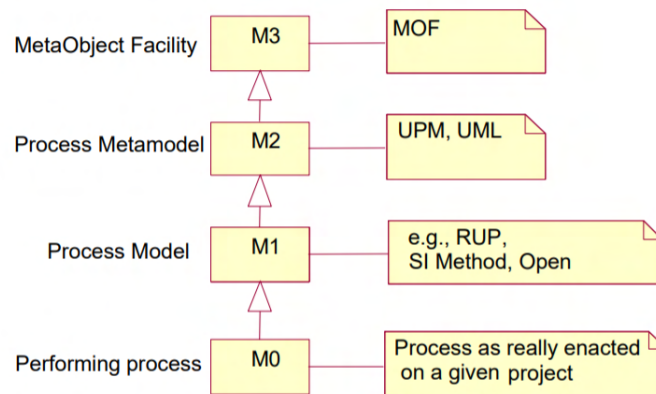 MetaObject Facility
M3
MOF
Process Metamodel
M2
UPM, UML
Process Model
M1
e.g., RUP,
SI Method, Open
Performing process
M0
Process as really enacted
on a given project